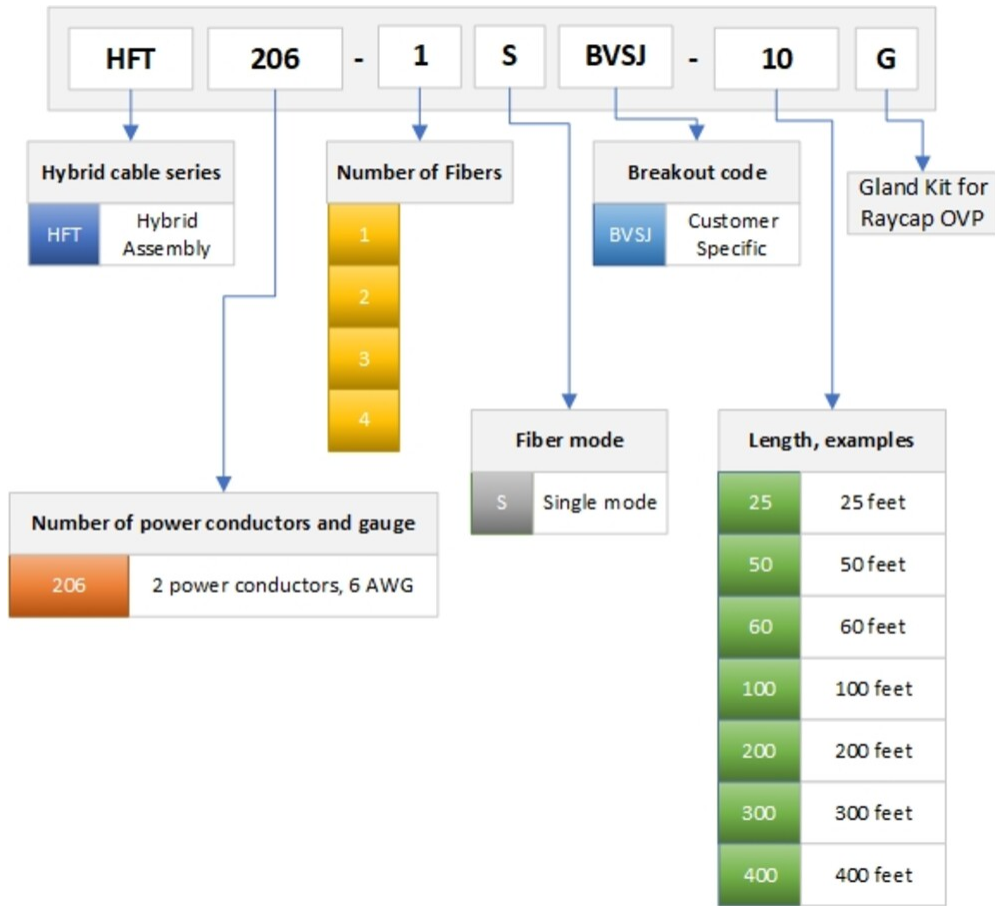 HFT 206 - 1 S BVSJ - 10 G
Hybrid cable series
HFT Hybrid
Assembly
Number of Fibers
1
2
3
4
Breakout code
BVSJ Customer
Specific
Gland Kit for
Raycap OVP
Fiber mode
S Single mode
Number of power conductors and gauge
206 2 power conductors, 6 AWG
Length, examples
25 25 feet
50 50 feet
60 60 feet
100 100 feet
200 200 feet
300 300 feet
400 400 feet